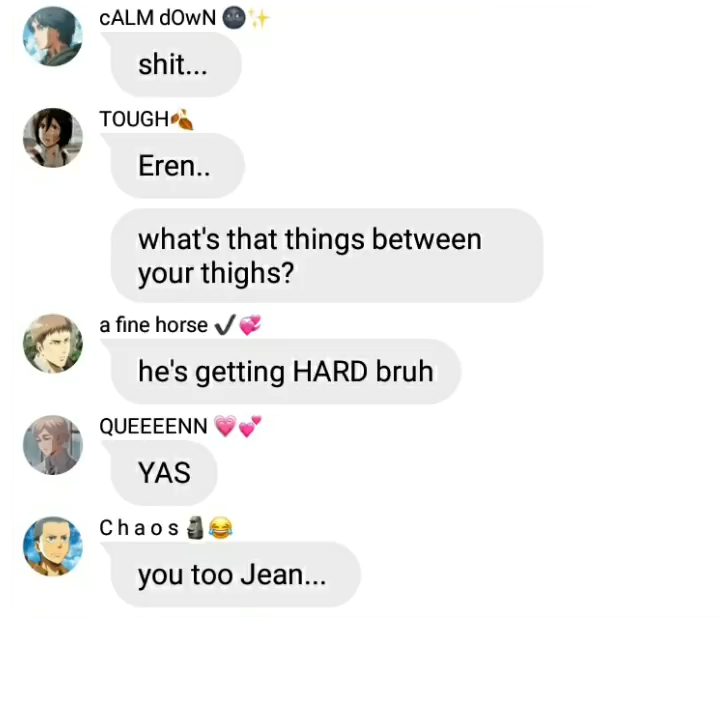 cALM dOwN 🌚✨
shit...
TOUGH🍂
Eren..
what's that things between
your thighs?
a fine horse ✔💞
he's getting HARD bruh
QUEEEENN 💗💕
YAS
C h a o s 🗿😂
you too Jean...